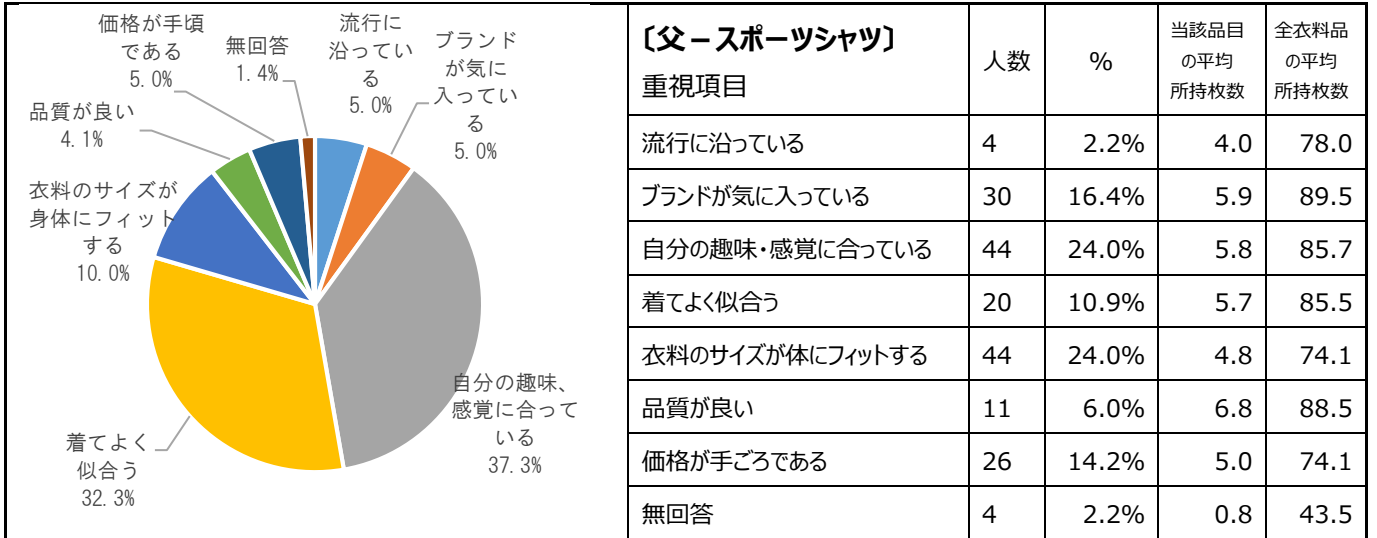 価格が手頃
である
5.0%
無回答
1.4%
流行に
沿ってい
る
5.0%
ブランド
が気に
入ってい
る
5.0%
品質が良い
4.1%
衣料のサイズが
身体にフィット
する
10.0%
着てよく
似合う
32.3%
自分の趣味、
感覚に合って
いる
37.3%
〔父－スポーツシャツ〕
重視項目
人数
%
当該品目
の平均
所持枚数
全衣料品
の平均
所持枚数
流行に沿っている 4 2.2% 4.0 78.0
ブランドが気に入っている 30 16.4% 5.9 89.5
自分の趣味・感覚に合っている 44 24.0% 5.8 85.7
着てよく似合う 20 10.9% 5.7 85.5
衣料のサイズが体にフィットする 44 24.0% 4.8 74.1
品質が良い 11 6.0% 6.8 88.5
価格が手ごろである 26 14.2% 5.0 74.1
無回答 4 2.2% 0.8 43.5